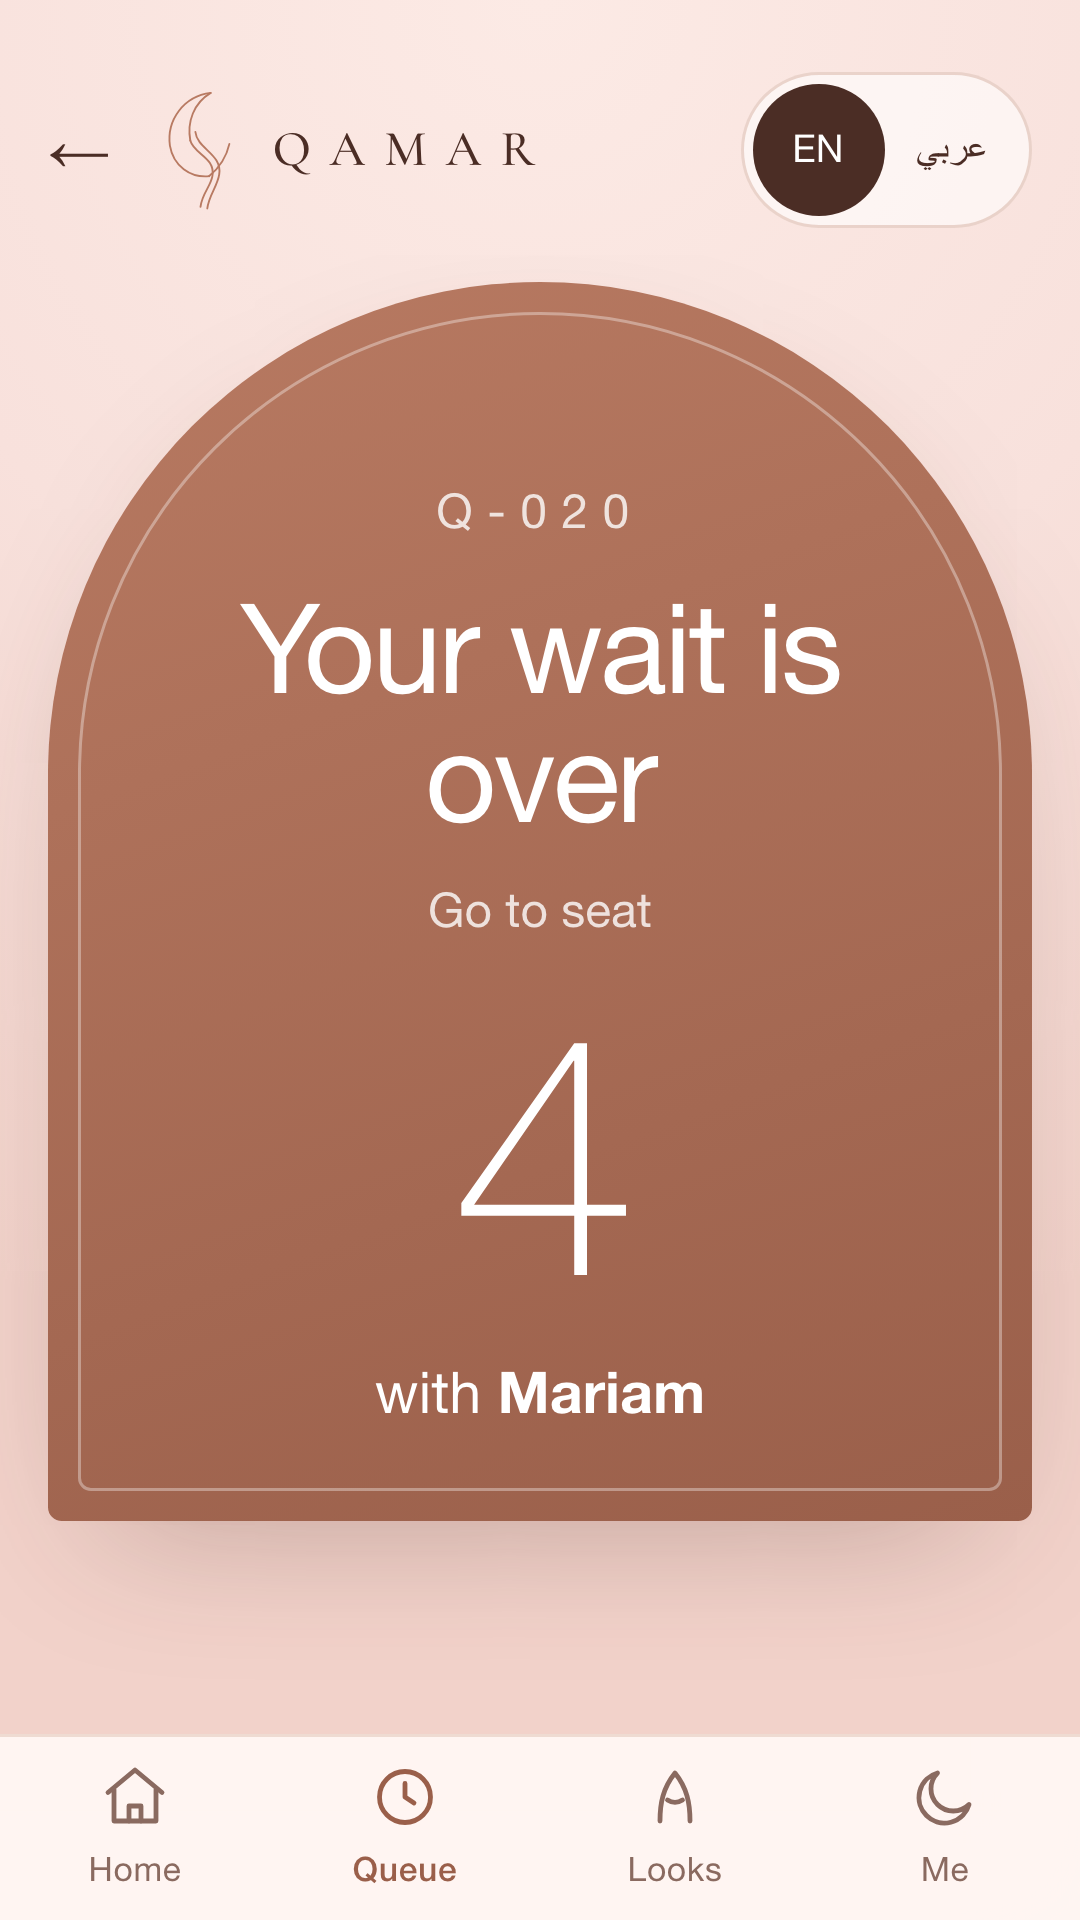 QAMAR
EN
عربي
Q-020
Your wait is
over
Go to seat
4
with Mariam
Home
Queue
Looks
Me